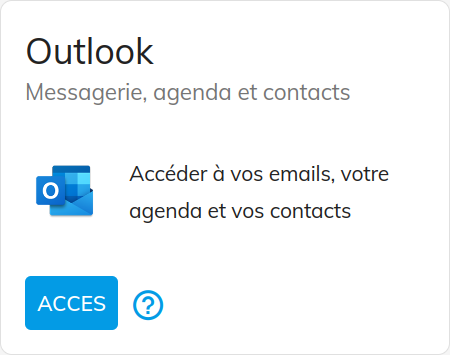 Outlook
Messagerie, agenda et contacts
O
Accéder à vos emails, votre
agenda et vos contacts
ACCES
?